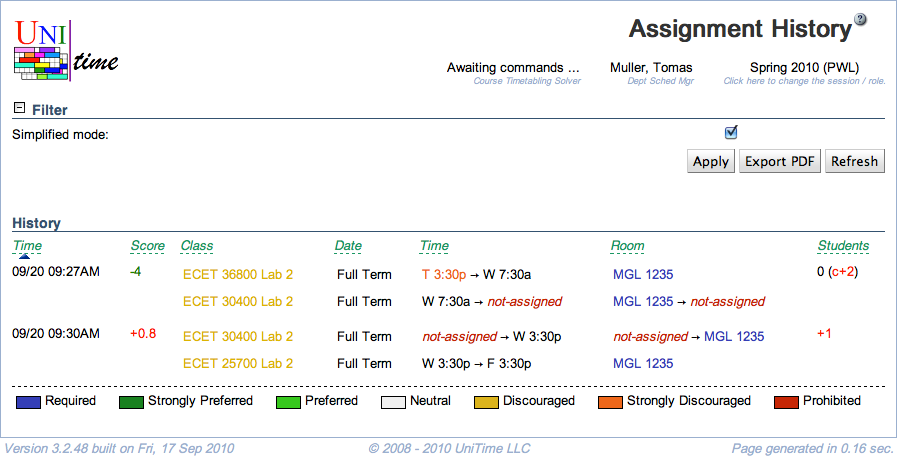 UNI time
Assignment History ?
Awaiting commands ... Muller, Tomas Spring 2010 (PWL)
Course Timetabling Solver Dept Sched Mgr Click here to change the session / role.
Filter
Simplified mode:
Apply Export PDF Refresh
History
Time Score Class Date Time Room Students
09/20 09:27AM -4 ECET 36800 Lab 2 Full Term T 3:30p → W 7:30a MGL 1235 0 (c+2)
ECET 30400 Lab 2 Full Term W 7:30a → not-assigned MGL 1235 → not-assigned
09/20 09:30AM +0.8 ECET 30400 Lab 2 Full Term not-assigned → W 3:30p not-assigned → MGL 1235 +1
ECET 25700 Lab 2 Full Term W 3:30p → F 3:30p MGL 1235
Required Strongly Preferred Preferred Neutral Discouraged Strongly Discouraged Prohibited
Version 3.2.48 built on Fri, 17 Sep 2010 © 2008 - 2010 UniTime LLC Page generated in 0.16 sec.